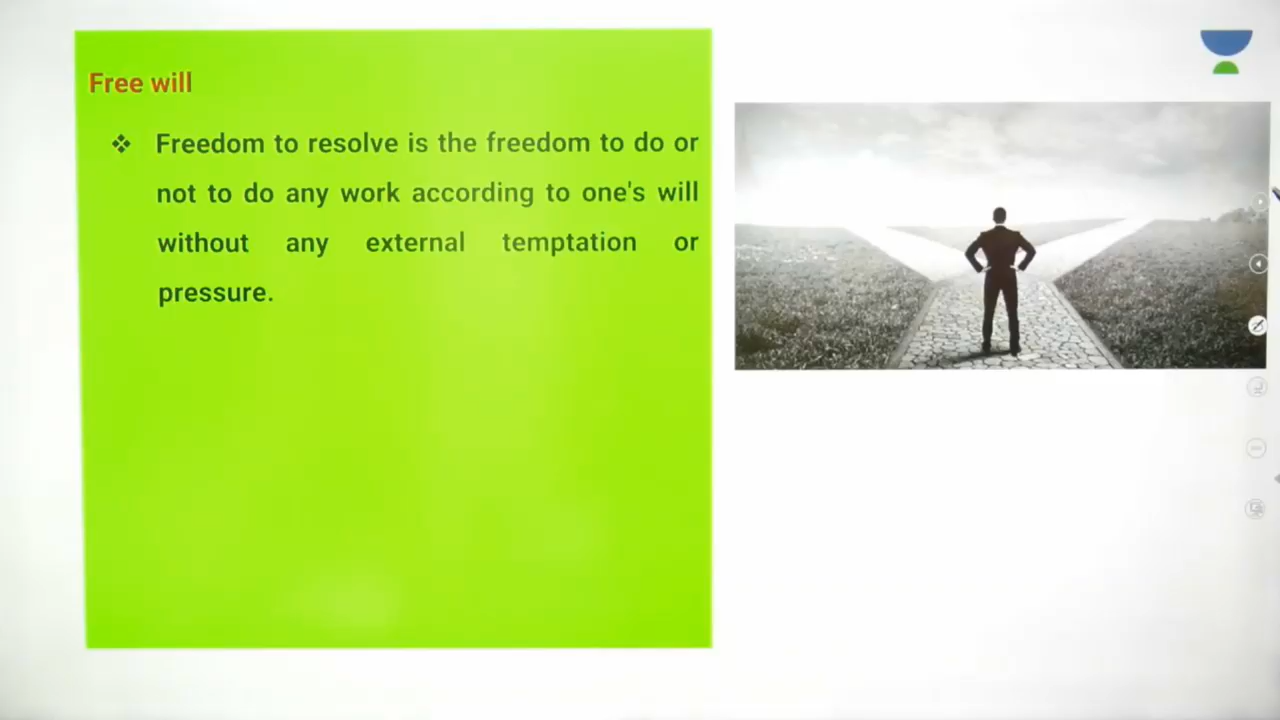 Free will
❖ Freedom to resolve is the freedom to do or
not to do any work according to one's will
without any external temptation or
pressure.